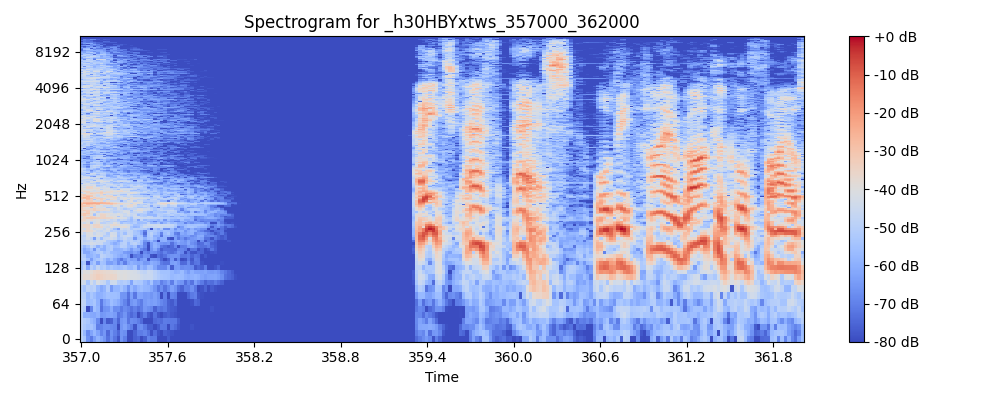 Spectrogram for _h30HBYxtws_357000_362000
8192
4096
2048
1024
512
256
128
64
0
Hz
357.0 357.6 358.2 358.8 359.4 360.0 360.6 361.2 361.8
Time
+0 dB
-10 dB
-20 dB
-30 dB
-40 dB
-50 dB
-60 dB
-70 dB
-80 dB